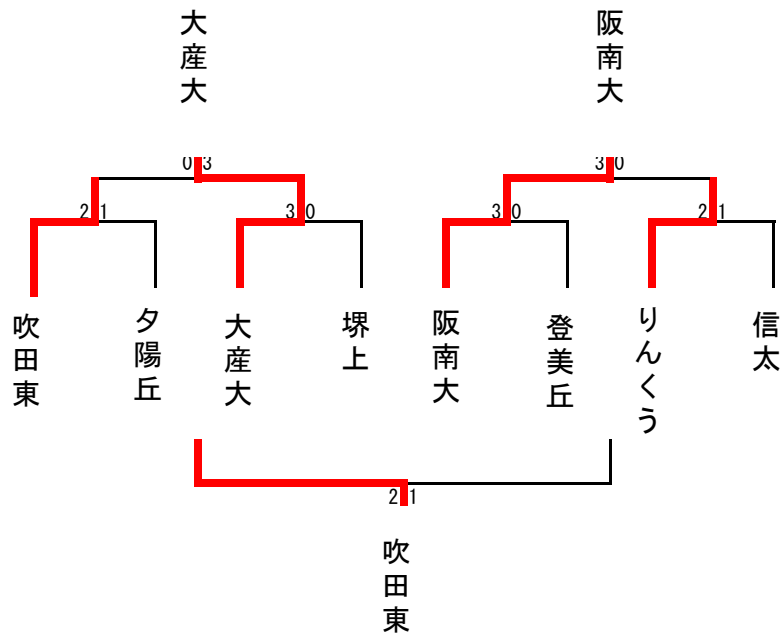 大産大
阪南大
0 3
3 0
2 1
3 0
3 0
2 1
吹田東
夕陽丘
大産大
堺上
阪南大
登美丘
りんくう
信太
2 1
吹田東